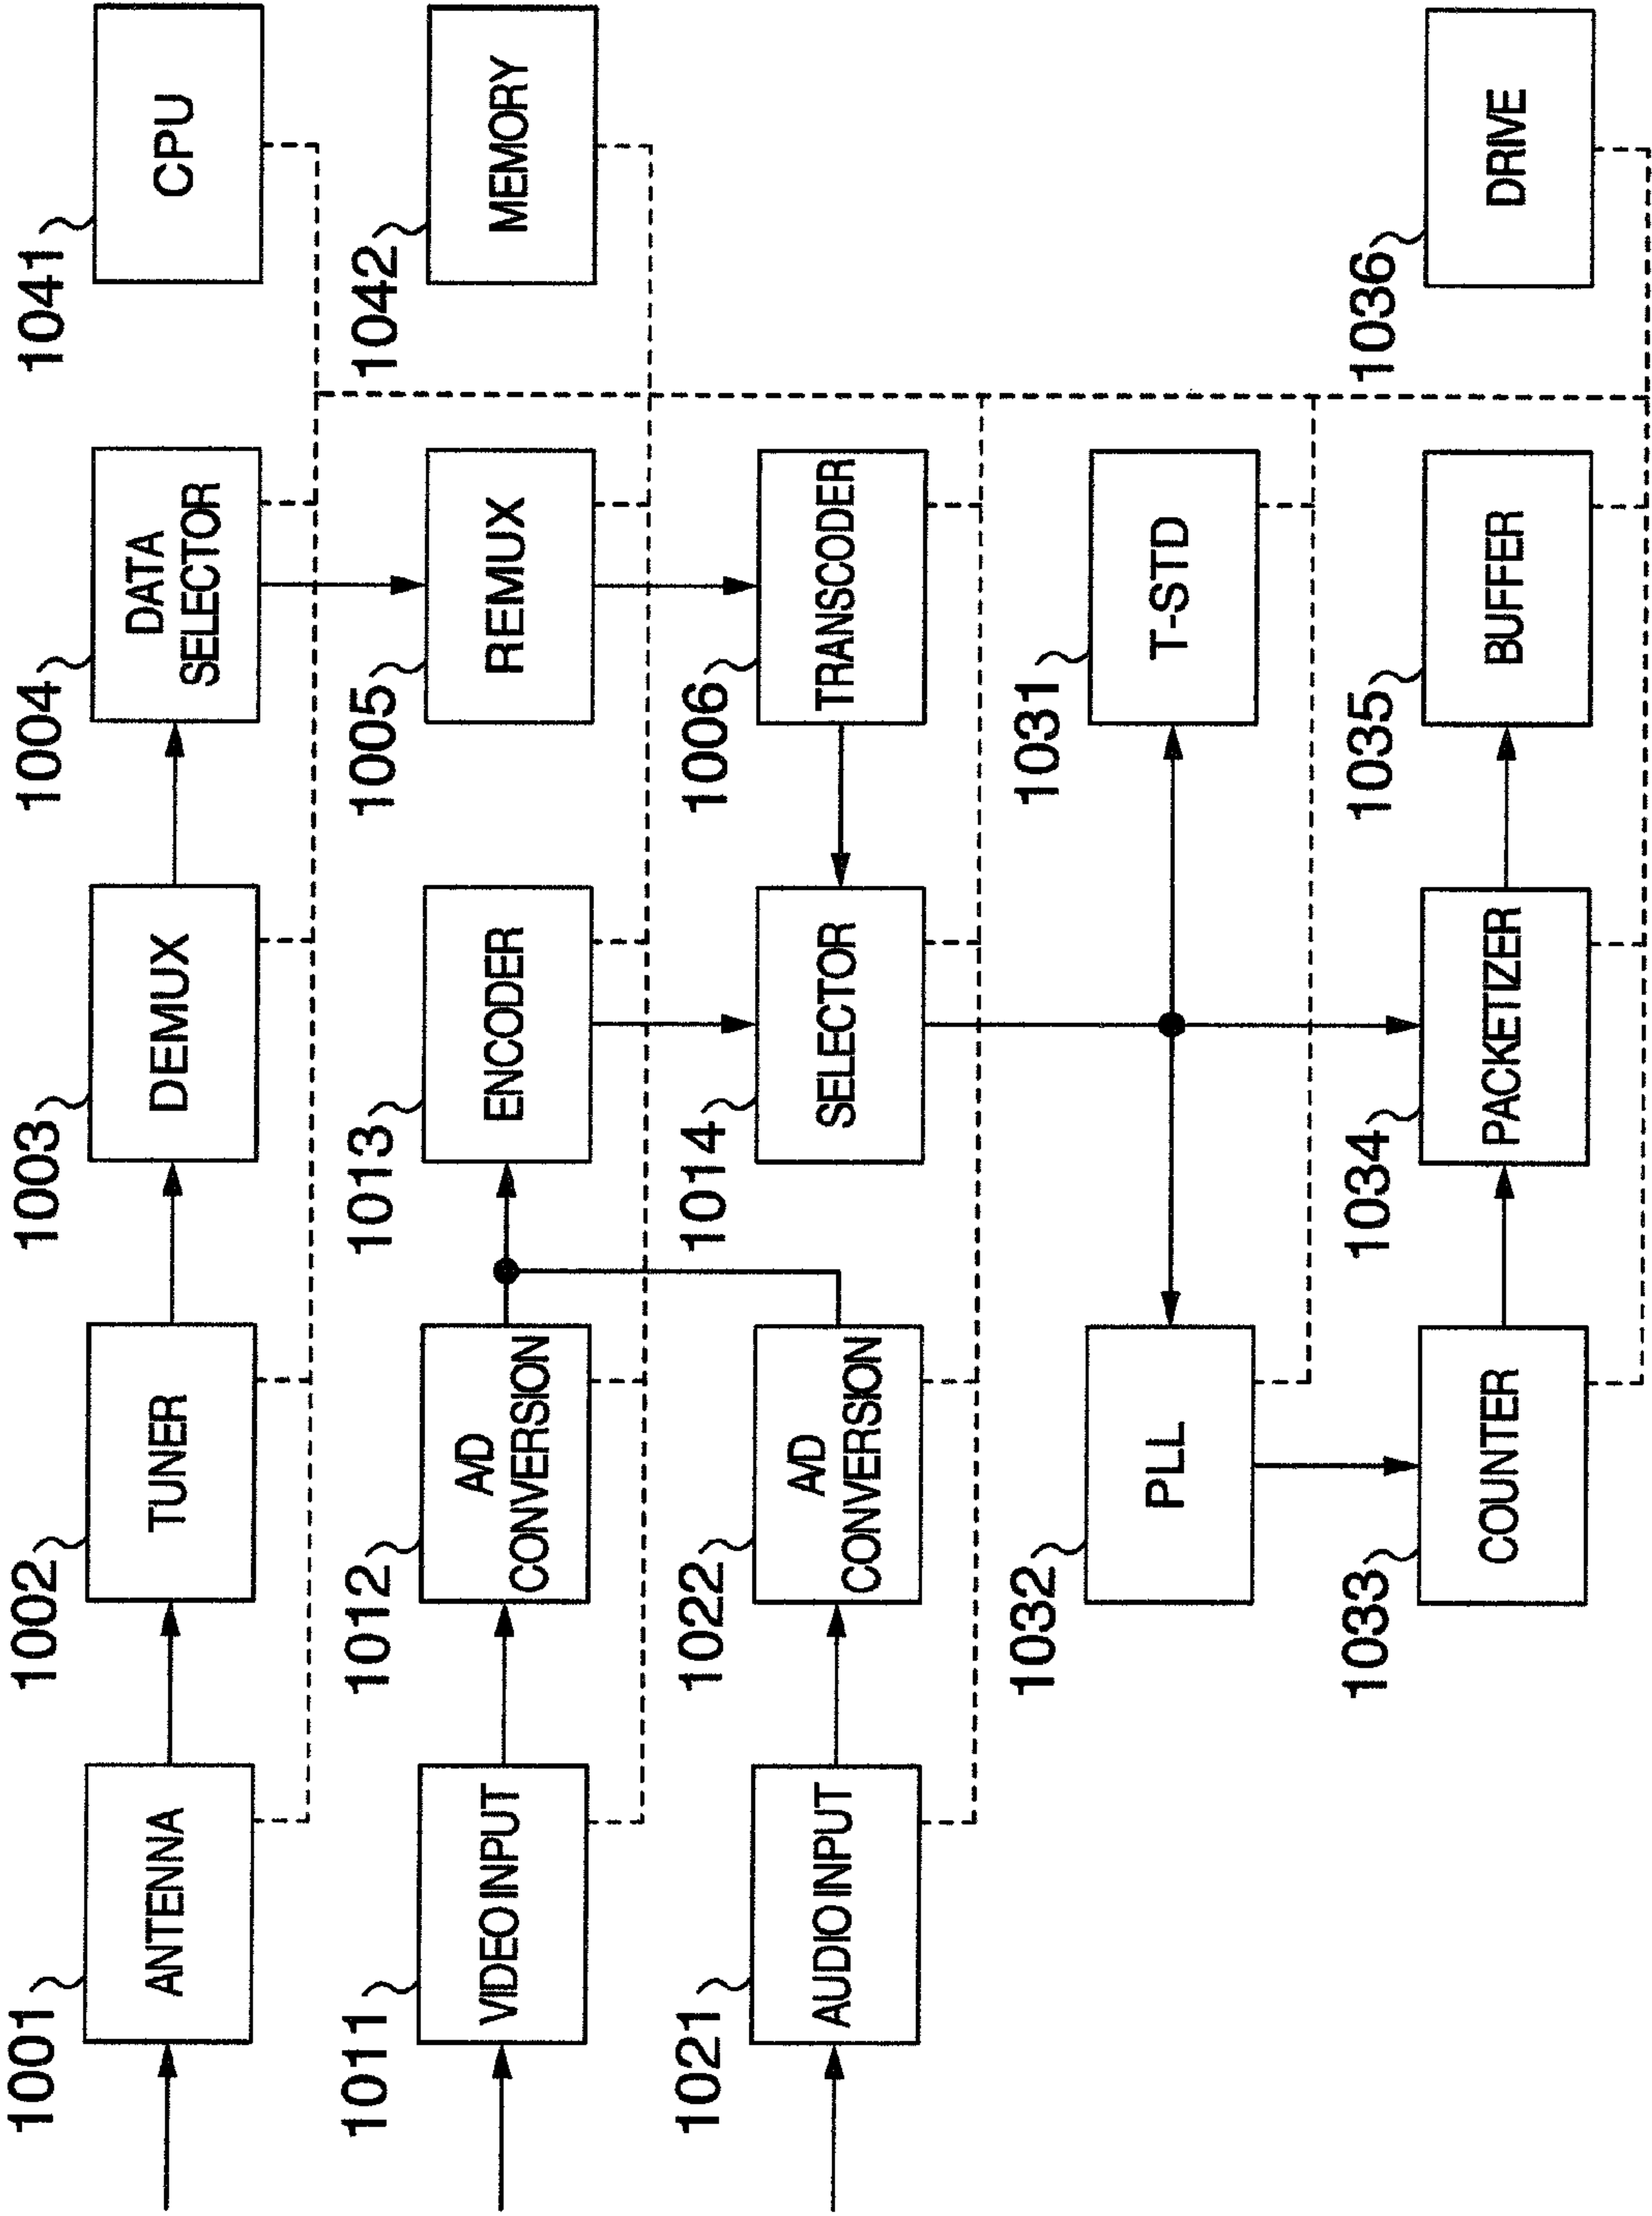 1001
ANTENNA
1002
TUNER
1003
DEMUX
1004
DATA
SELECTOR
1041
CPU
1011
VIDEO INPUT
1012
A/D
CONVERSION
1013
ENCODER
1005
REMUX
1042
MEMORY
1021
AUDIO INPUT
1022
A/D
CONVERSION
1014
SELECTOR
1006
TRANSCODER
1032
PLL
1031
T-STD
1033
COUNTER
1034
PACKETIZER
1035
BUFFER
1036
DRIVE